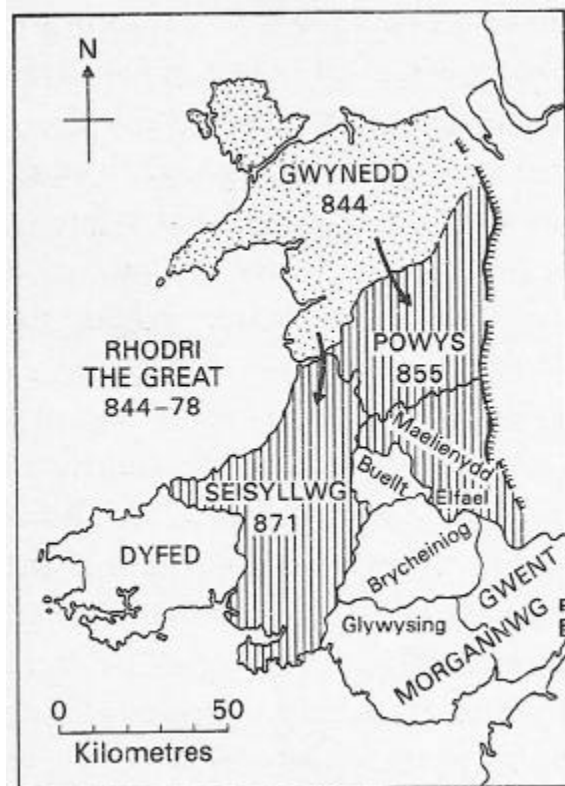 N
GWYNEDD
844
RHODRI
THE GREAT
844–78
POWYS
855
Maelienydd
Buellt
Elfael
SEISYLLWG
871
DYFED
Brycheiniog
GWENT
Glywysing
MORGANNWG
0 50
Kilometres